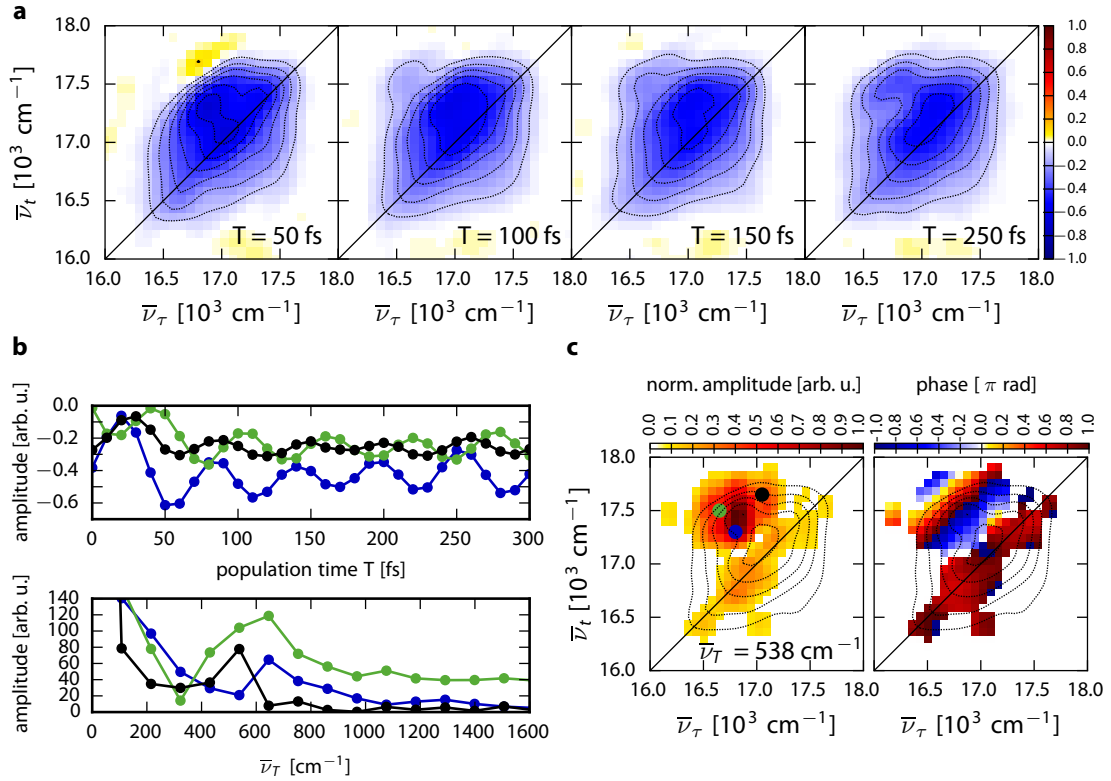 a
18.0
17.5
17.0
16.5
16.0
ν̅t [10³ cm⁻¹]
T = 50 fs
T = 100 fs
T = 150 fs
T = 250 fs
1.0
0.8
0.6
0.4
0.2
0.0
−0.2
−0.4
−0.6
−0.8
−1.0
16.0 16.5 17.0 17.5 18.0 16.5 17.0 17.5 18.0 16.5 17.0 17.5 18.0 16.5 17.0 17.5 18.0
ν̅τ [10³ cm⁻¹] ν̅τ [10³ cm⁻¹] ν̅τ [10³ cm⁻¹] ν̅τ [10³ cm⁻¹]
b
amplitude [arb. u.]
0.0
−0.2
−0.4
−0.6
0 50 100 150 200 250 300
population time T [fs]
amplitude [arb. u.]
140
120
100
80
60
40
20
0
0 200 400 600 800 1000 1200 1400 1600
ν̅T [cm⁻¹]
c
norm. amplitude [arb. u.]
0.0 0.1 0.2 0.3 0.4 0.5 0.6 0.7 0.8 0.9 1.0
phase [ π rad]
−1.0 −0.8 −0.6 −0.4 −0.2 0.0 0.2 0.4 0.6 0.8 1.0
18.0
17.5
17.0
16.5
16.0
ν̅t [10³ cm⁻¹]
ν̅T = 538 cm⁻¹
16.0 16.5 17.0 17.5 18.0 16.5 17.0 17.5 18.0
ν̅τ [10³ cm⁻¹] ν̅τ [10³ cm⁻¹]